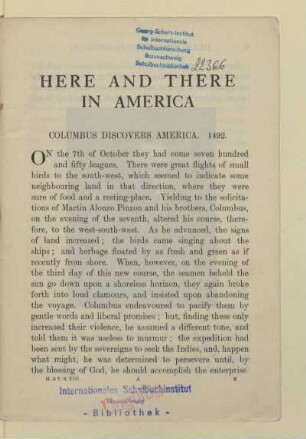 Georg-Eckert-Institut
für internationale
Schulbuchforschung
Braunschweig
Schulbuchbibliothek
22366
HERE AND THERE
IN AMERICA
COLUMBUS DISCOVERS AMERICA. 1492.
ON the 7th of October they had come seven hundred
and fifty leagues. There were great flights of small
birds to the south-west, which seemed to indicate some
neighbouring land in that direction, where they were
sure of food and a resting-place. Yielding to the solicita-
tions of Martin Alonzo Pinzon and his brothers, Columbus,
on the evening of the seventh, altered his course, there-
fore, to the west-south-west. As he advanced, the signs
of land increased; the birds came singing about the
ships; and herbage floated by as fresh and green as if
recently from shore. When, however, on the evening of
the third day of this new course, the seamen beheld the
sun go down upon a shoreless horizon, they again broke
forth into loud clamours, and insisted upon abandoning
the voyage. Columbus endeavoured to pacify them by
gentle words and liberal promises; but, finding these only
increased their violence, he assumed a different tone, and
told them it was useless to murmur; the expedition had
been sent by the sovereigns to seek the Indies, and, happen
what might, he was determined to persevere until, by
the blessing of God, he should accomplish the enterprise.
Internationales Schulbuchinstitut
- Bibliothek -